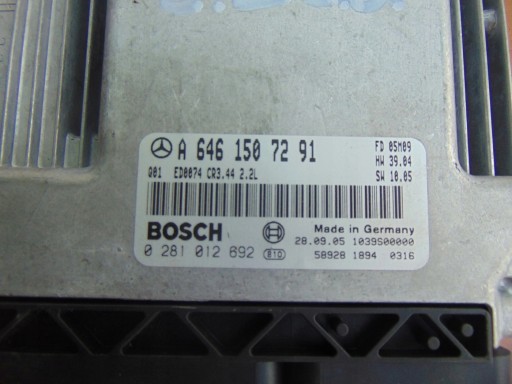 A 646 150 72 91
FD 05M09
HW 39.04
Q01 ED0074 CR3.44 2.2L
SW 10.05
BOSCH
Made in Germany
28.09.05 1039S00000
0 281 012 692 E10
58928 1894 0316